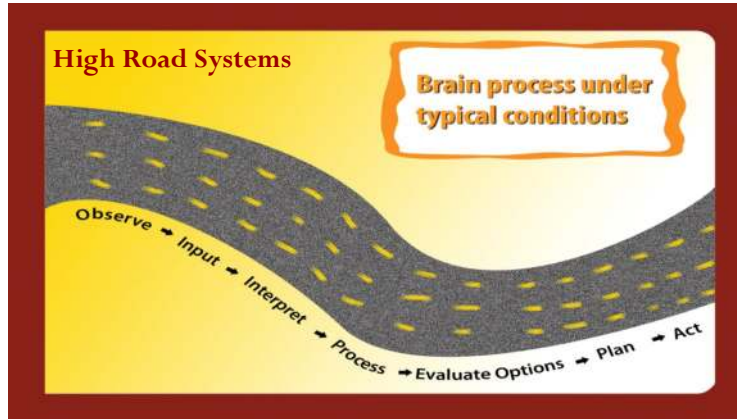 High Road Systems
Brain process under
typical conditions
Observe → Input → Interpret → Process → Evaluate Options → Plan → Act